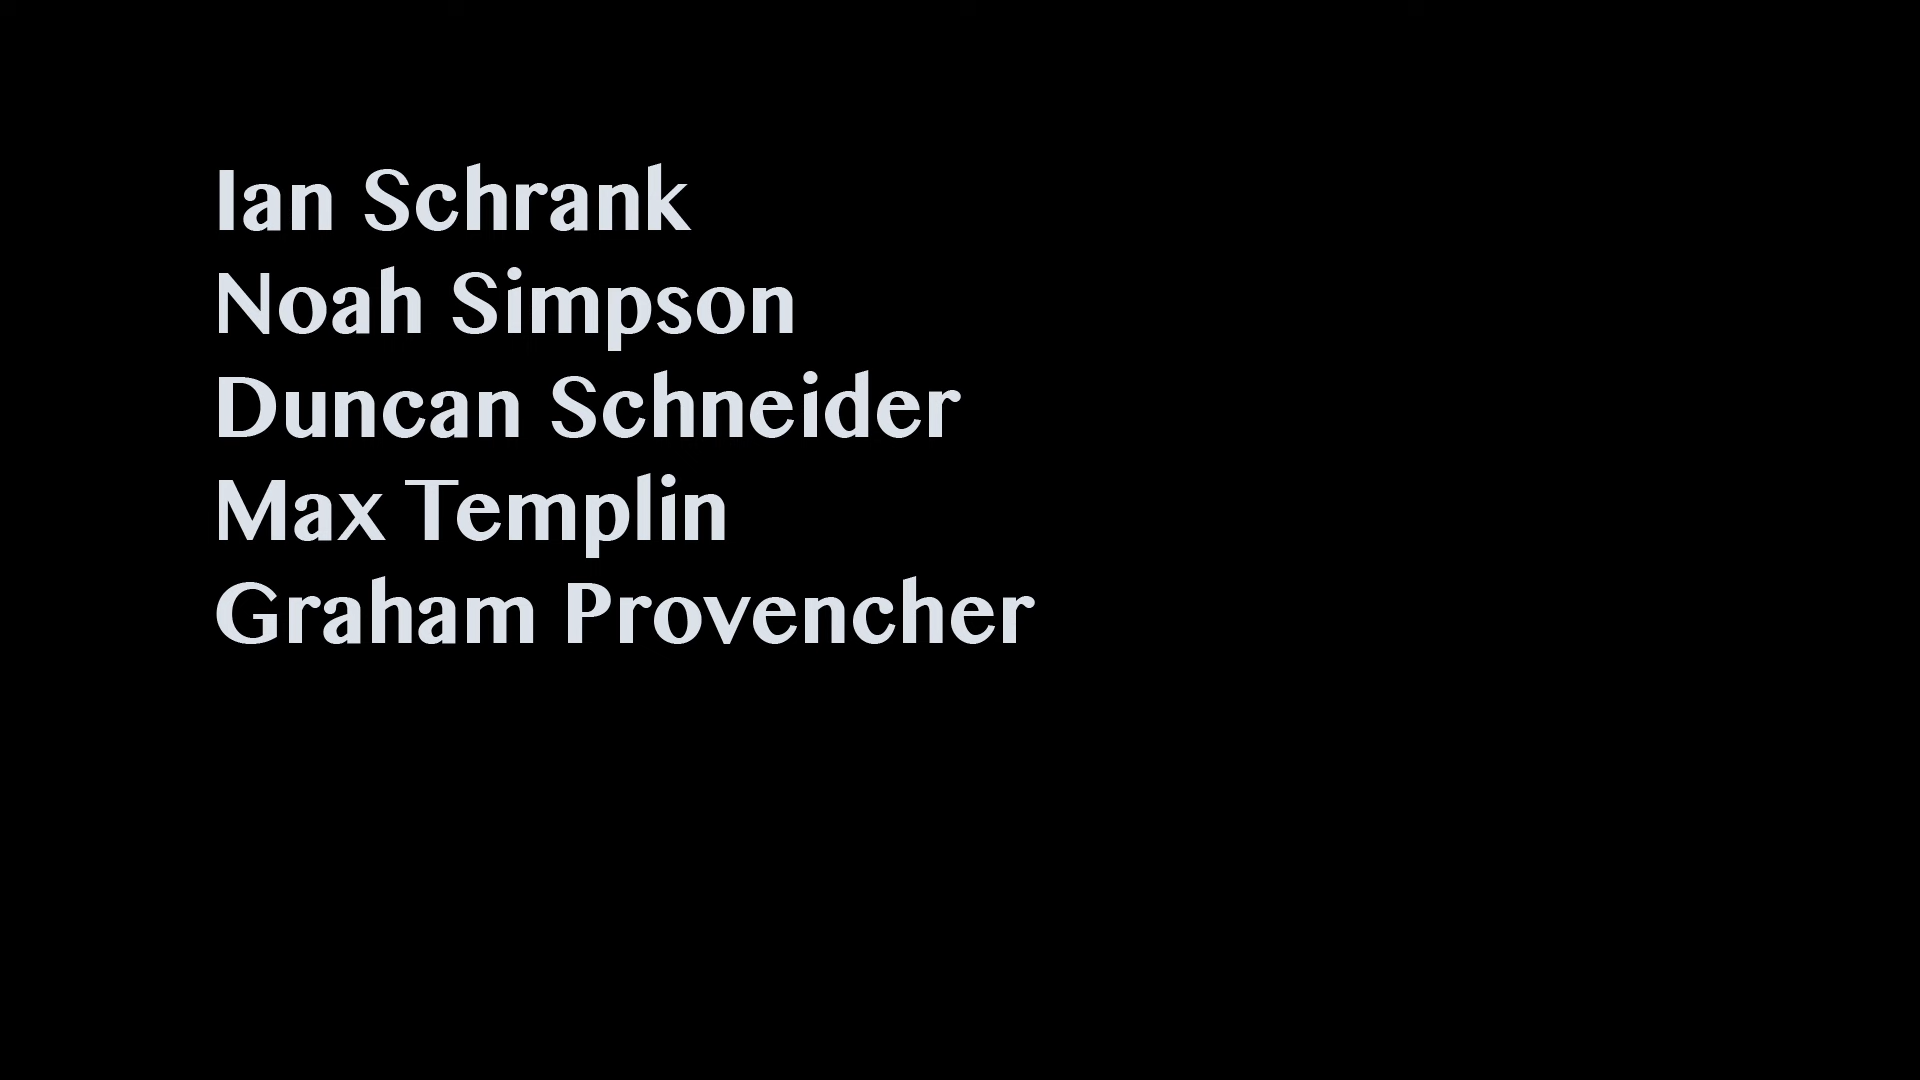 Ian Schrank
Noah Simpson
Duncan Schneider
Max Templin
Graham Provencher